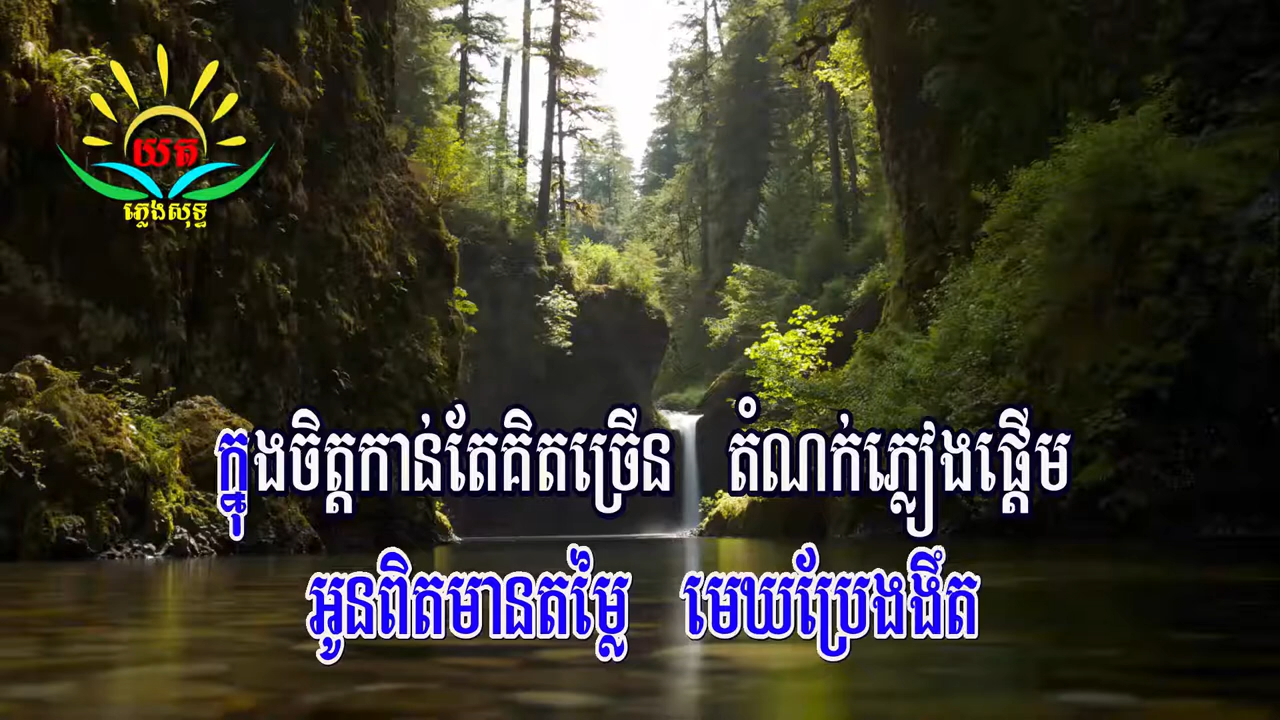 យុត
ភ្លេងសុទ្ធ
ក្នុងចិត្តកាន់តែគិតច្រើន តំណក់ភ្លៀងផ្ដើម
អូនពិតមានតម្លៃ មេឃប្រែងងឹត